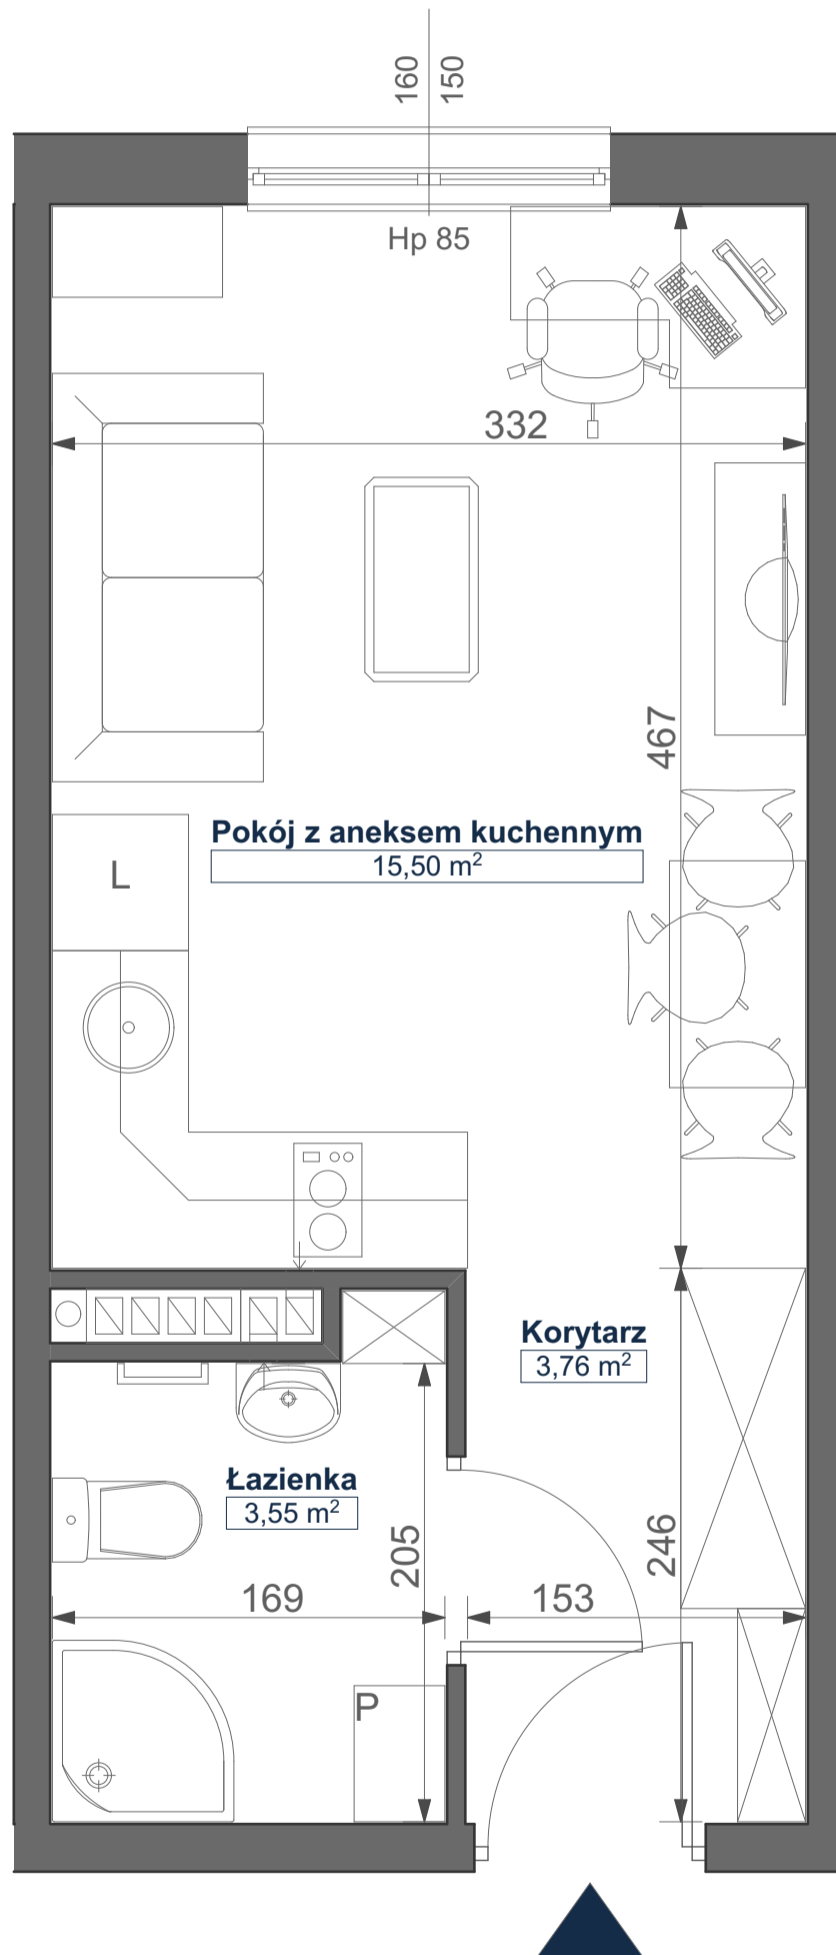 160
150
Hp 85
332
467
Pokój z aneksem kuchennym
15,50 m²
L
Korytarz
3,76 m²
Łazienka
3,55 m²
205
246
169
153
P